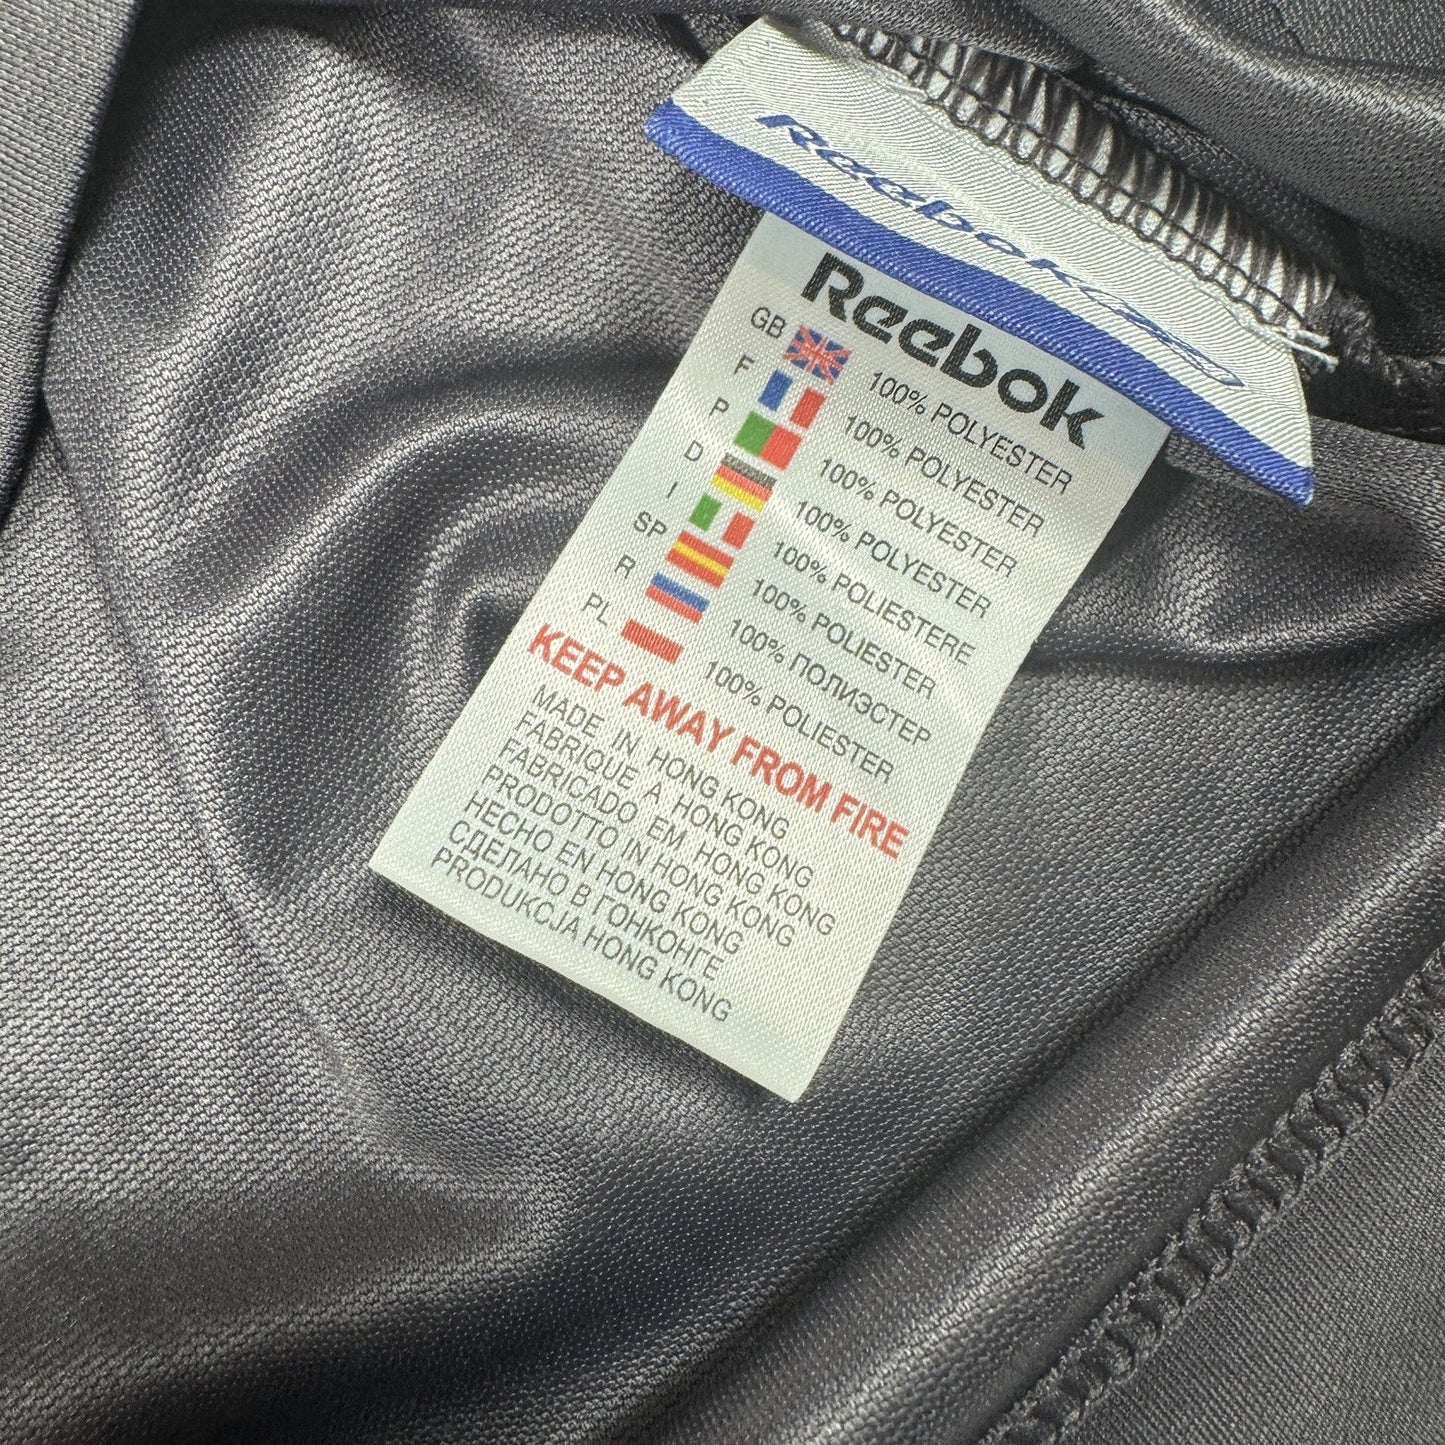 Reebok
Reebok
GB 100% POLYESTER
F 100% POLYESTER
P 100% POLYESTER
D 100% POLYESTER
I 100% POLIESTERE
SP 100% POLIESTER
R 100% ПОЛИЭСТЕР
PL 100% POLIESTER
KEEP AWAY FROM FIRE
MADE IN HONG KONG
FABRIQUE A HONG KONG
FABRICADO EM HONG KONG
PRODOTTO IN HONG KONG
HECHO EN HONG KONG
СДЕЛАНО В ГОНКОНГЕ
PRODUKCJA HONG KONG